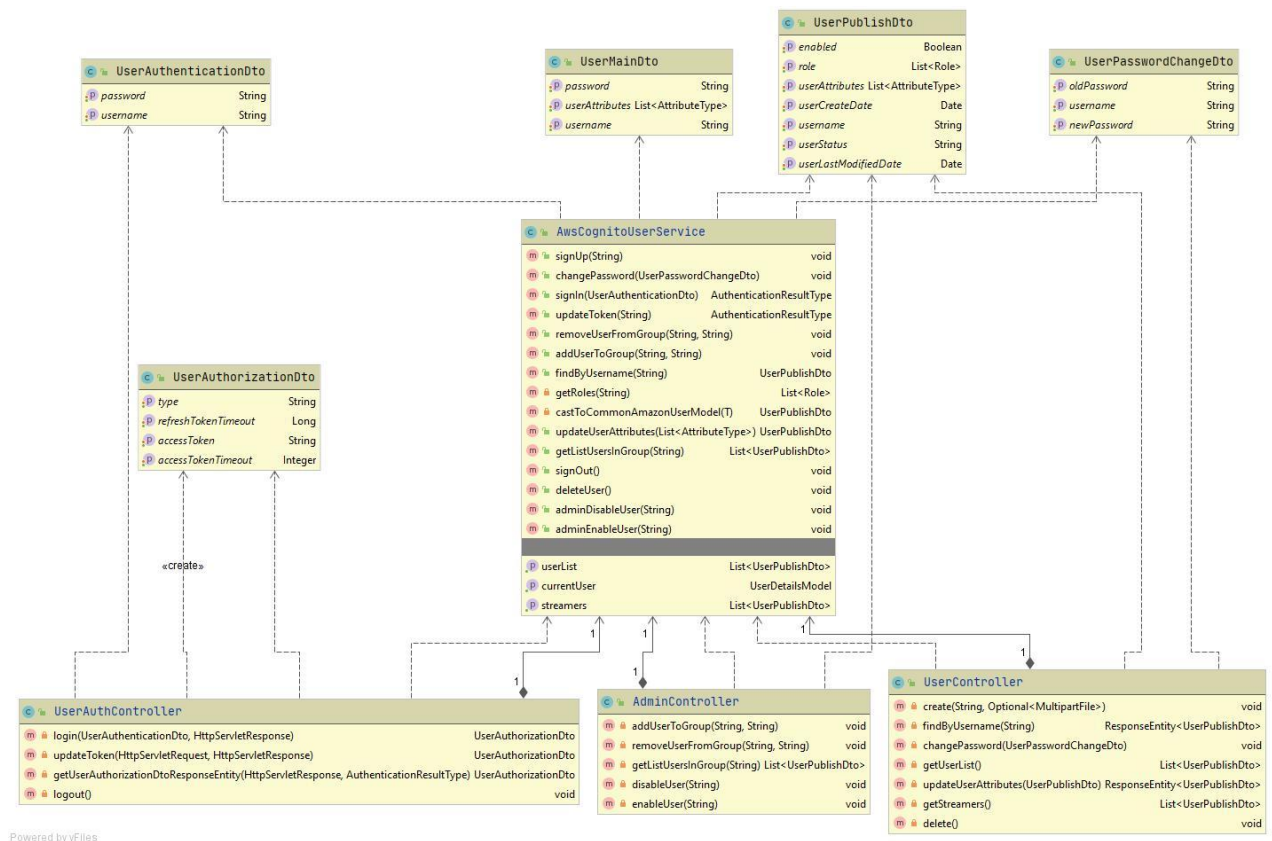 UserPublishDto
enabled Boolean
role List<Role>
userAttributes List<AttributeType>
userCreateDate Date
username String
userStatus String
userLastModifiedDate Date
UserMainDto
password String
userAttributes List<AttributeType>
username String
UserPasswordChangeDto
oldPassword String
username String
newPassword String
UserAuthenticationDto
password String
username String
AwsCognitoUserService
signUp(String) void
changePassword(UserPasswordChangeDto) void
signIn(UserAuthenticationDto) AuthenticationResultType
updateToken(String) AuthenticationResultType
removeUserFromGroup(String, String) void
addUserToGroup(String, String) void
findByUsername(String) UserPublishDto
getRoles(String) List<Role>
castToCommonAmazonUserModel(T) UserPublishDto
updateUserAttributes(List<AttributeType>) UserPublishDto
getListUsersInGroup(String) List<UserPublishDto>
signOut() void
deleteUser() void
adminDisableUser(String) void
adminEnableUser(String) void
userList List<UserPublishDto>
currentUser UserDetailsModel
streamers List<UserPublishDto>
UserAuthorizationDto
type String
refreshTokenTimeout Long
accessToken String
accessTokenTimeout Integer
«create»
1
1
1
1
1
1
UserAuthController
login(UserAuthenticationDto, HttpServletResponse) UserAuthorizationDto
updateToken(HttpServletRequest, HttpServletResponse) UserAuthorizationDto
getUserAuthorizationDtoResponseEntity(HttpServletResponse, AuthenticationResultType) UserAuthorizationDto
logout() void
AdminController
addUserToGroup(String, String) void
removeUserFromGroup(String, String) void
getListUsersInGroup(String) List<UserPublishDto>
disableUser(String) void
enableUser(String) void
UserController
create(String, Optional<MultipartFile>) void
findByUsername(String) ResponseEntity<UserPublishDto>
changePassword(UserPasswordChangeDto) void
getUserList() List<UserPublishDto>
updateUserAttributes(UserPublishDto) ResponseEntity<UserPublishDto>
getStreamers() List<UserPublishDto>
delete() void
Powered by yFiles